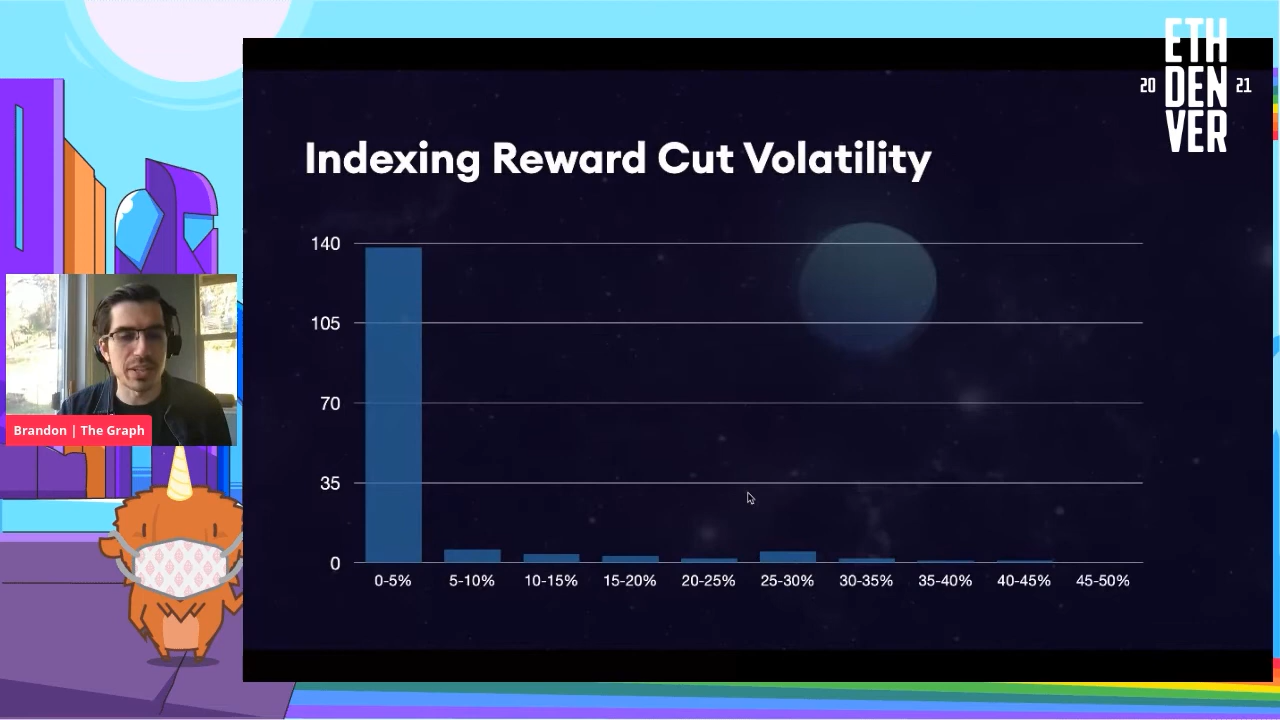 ETH
20 DEN 21
VER
Indexing Reward Cut Volatility
140
105
70
35
0
0-5% 5-10% 10-15% 15-20% 20-25% 25-30% 30-35% 35-40% 40-45% 45-50%
Brandon | The Graph